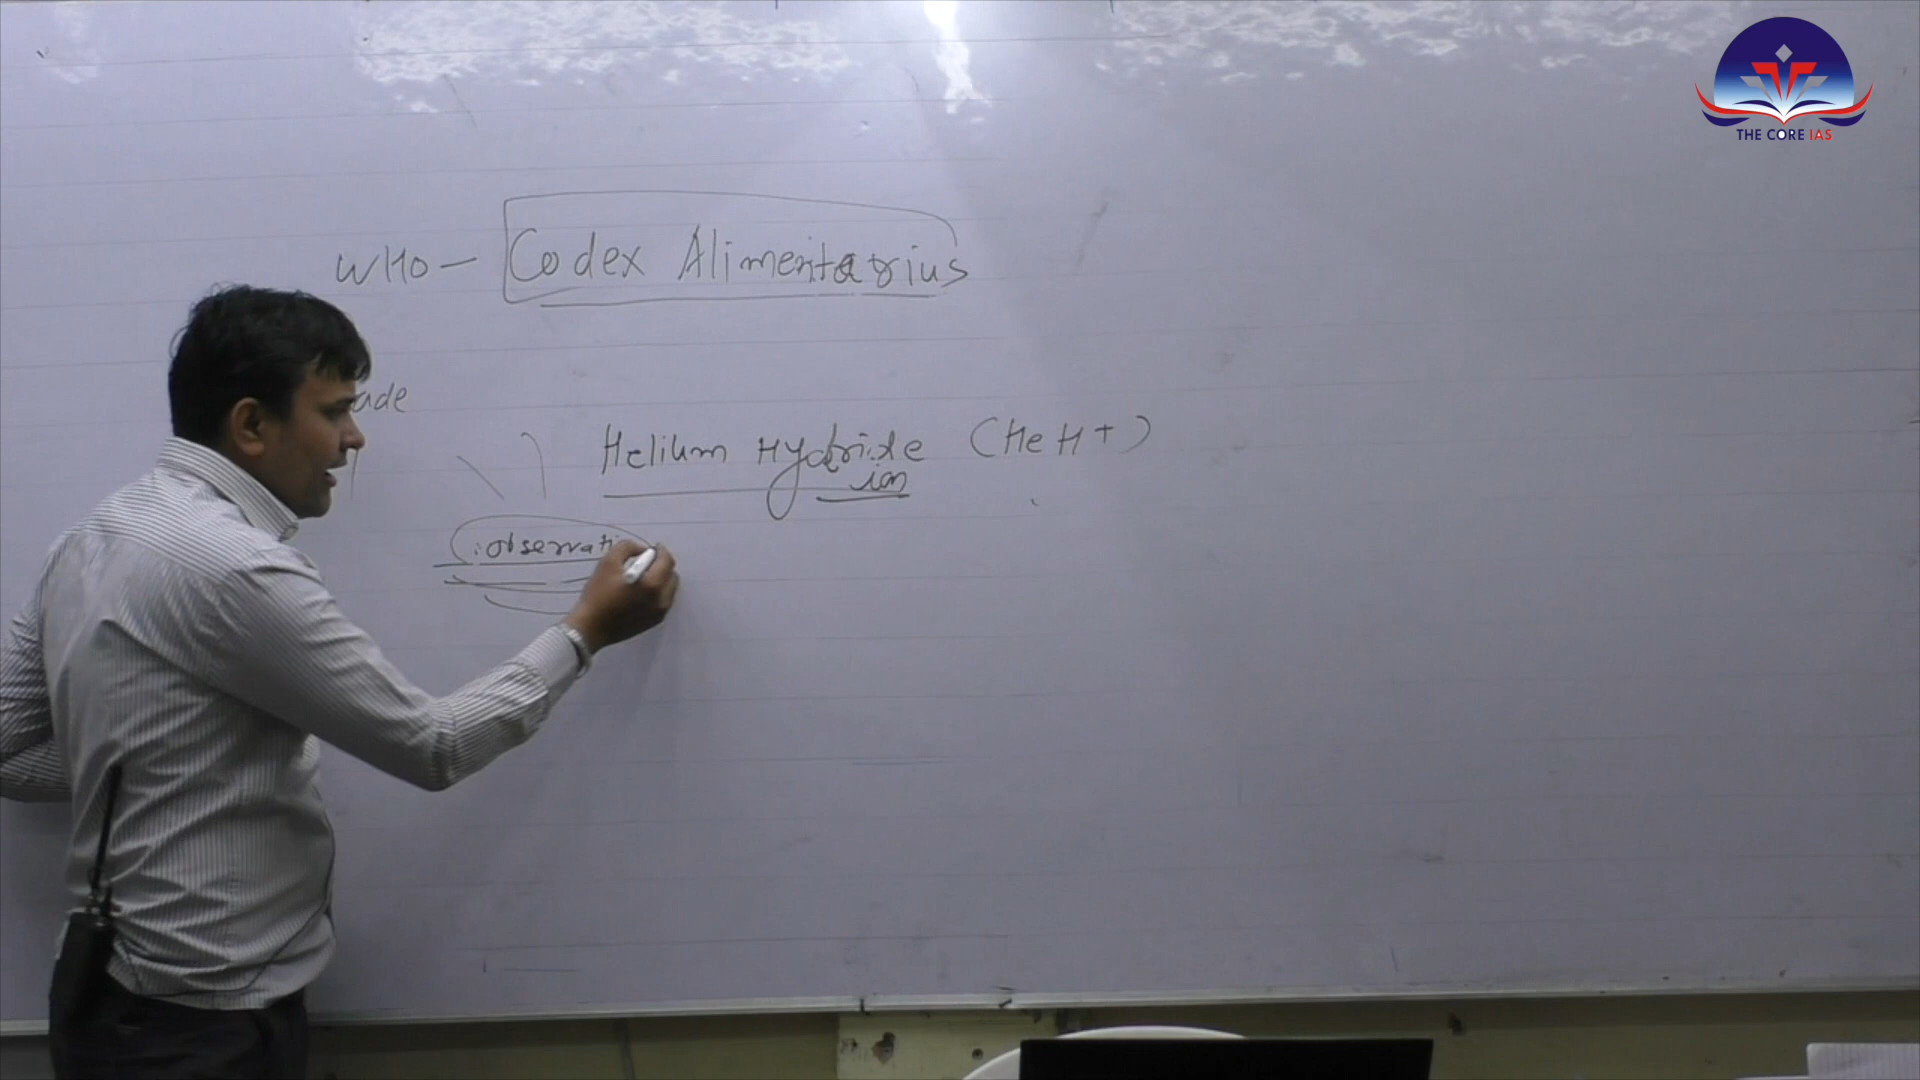 THE CORE IAS
WHO - Codex Alimentarius
ade
Helium Hydride (HeH+)
ion
observati